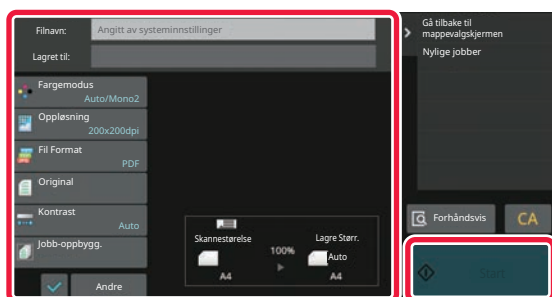 Filnavn:
Angitt av systeminnstillinger
Lagret til:
Fargemodus
Auto/Mono2
Oppløsning
200x200dpi
Fil Format
PDF
Original
Kontrast
Auto
Jobb-oppbygg.
Andre
Skannestørelse
100%
Lagre Størr.
Auto
A4
A4
Gå tilbake til
mappevalgskjermen
Nylige jobber
Forhåndsvis
CA
Start